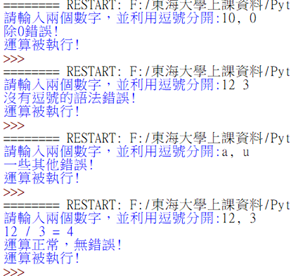 ======== RESTART: F:/東海大學上課資料/Pyt
請輸入兩個數字，並利用逗號分開:10, 0
除0錯誤!
運算被執行!
>>>
======== RESTART: F:/東海大學上課資料/Pyt
請輸入兩個數字，並利用逗號分開:12 3
沒有逗號的語法錯誤!
運算被執行!
>>>
======== RESTART: F:/東海大學上課資料/Pyt
請輸入兩個數字，並利用逗號分開:a, u
一些其他錯誤!
運算被執行!
>>>
======== RESTART: F:/東海大學上課資料/Pyt
請輸入兩個數字，並利用逗號分開:12, 3
12 / 3 = 4
運算正常，無錯誤!
運算被執行!
>>>